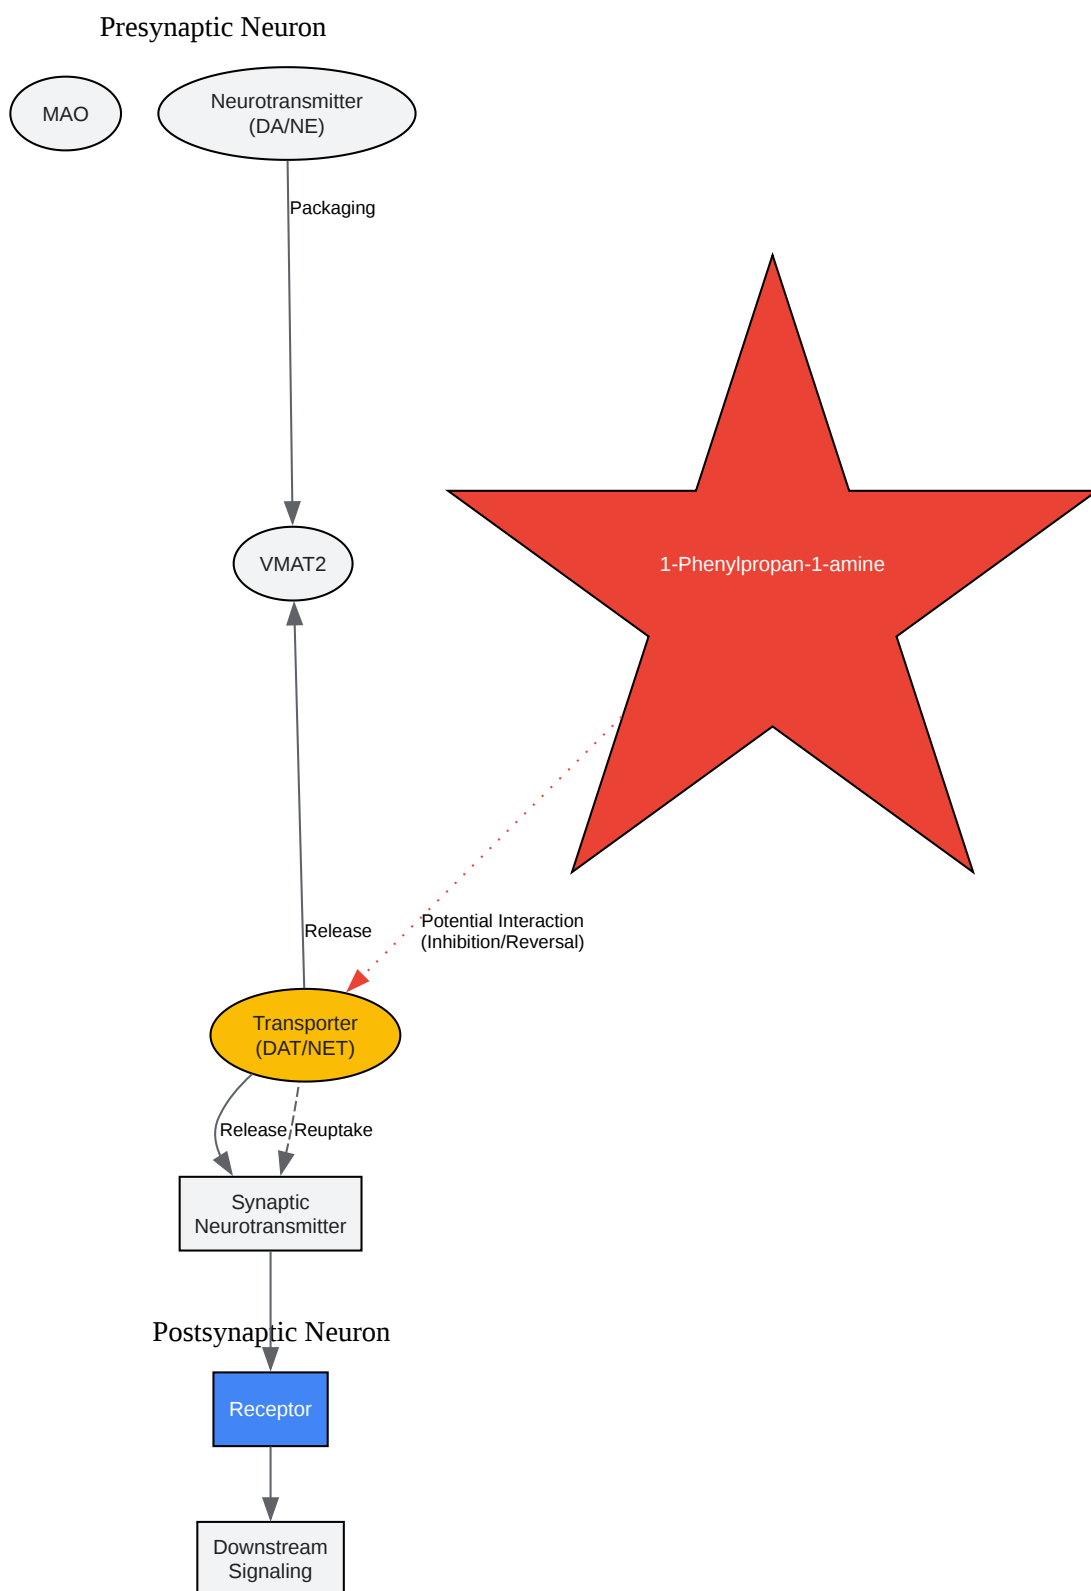 Presynaptic Neuron
MAO
Neurotransmitter
(DA/NE)
Packaging
VMAT2
1-Phenylpropan-1-amine
Release
Potential Interaction
(Inhibition/Reversal)
Transporter
(DAT/NET)
Release
Reuptake
Synaptic
Neurotransmitter
Postsynaptic Neuron
Receptor
Downstream
Signaling